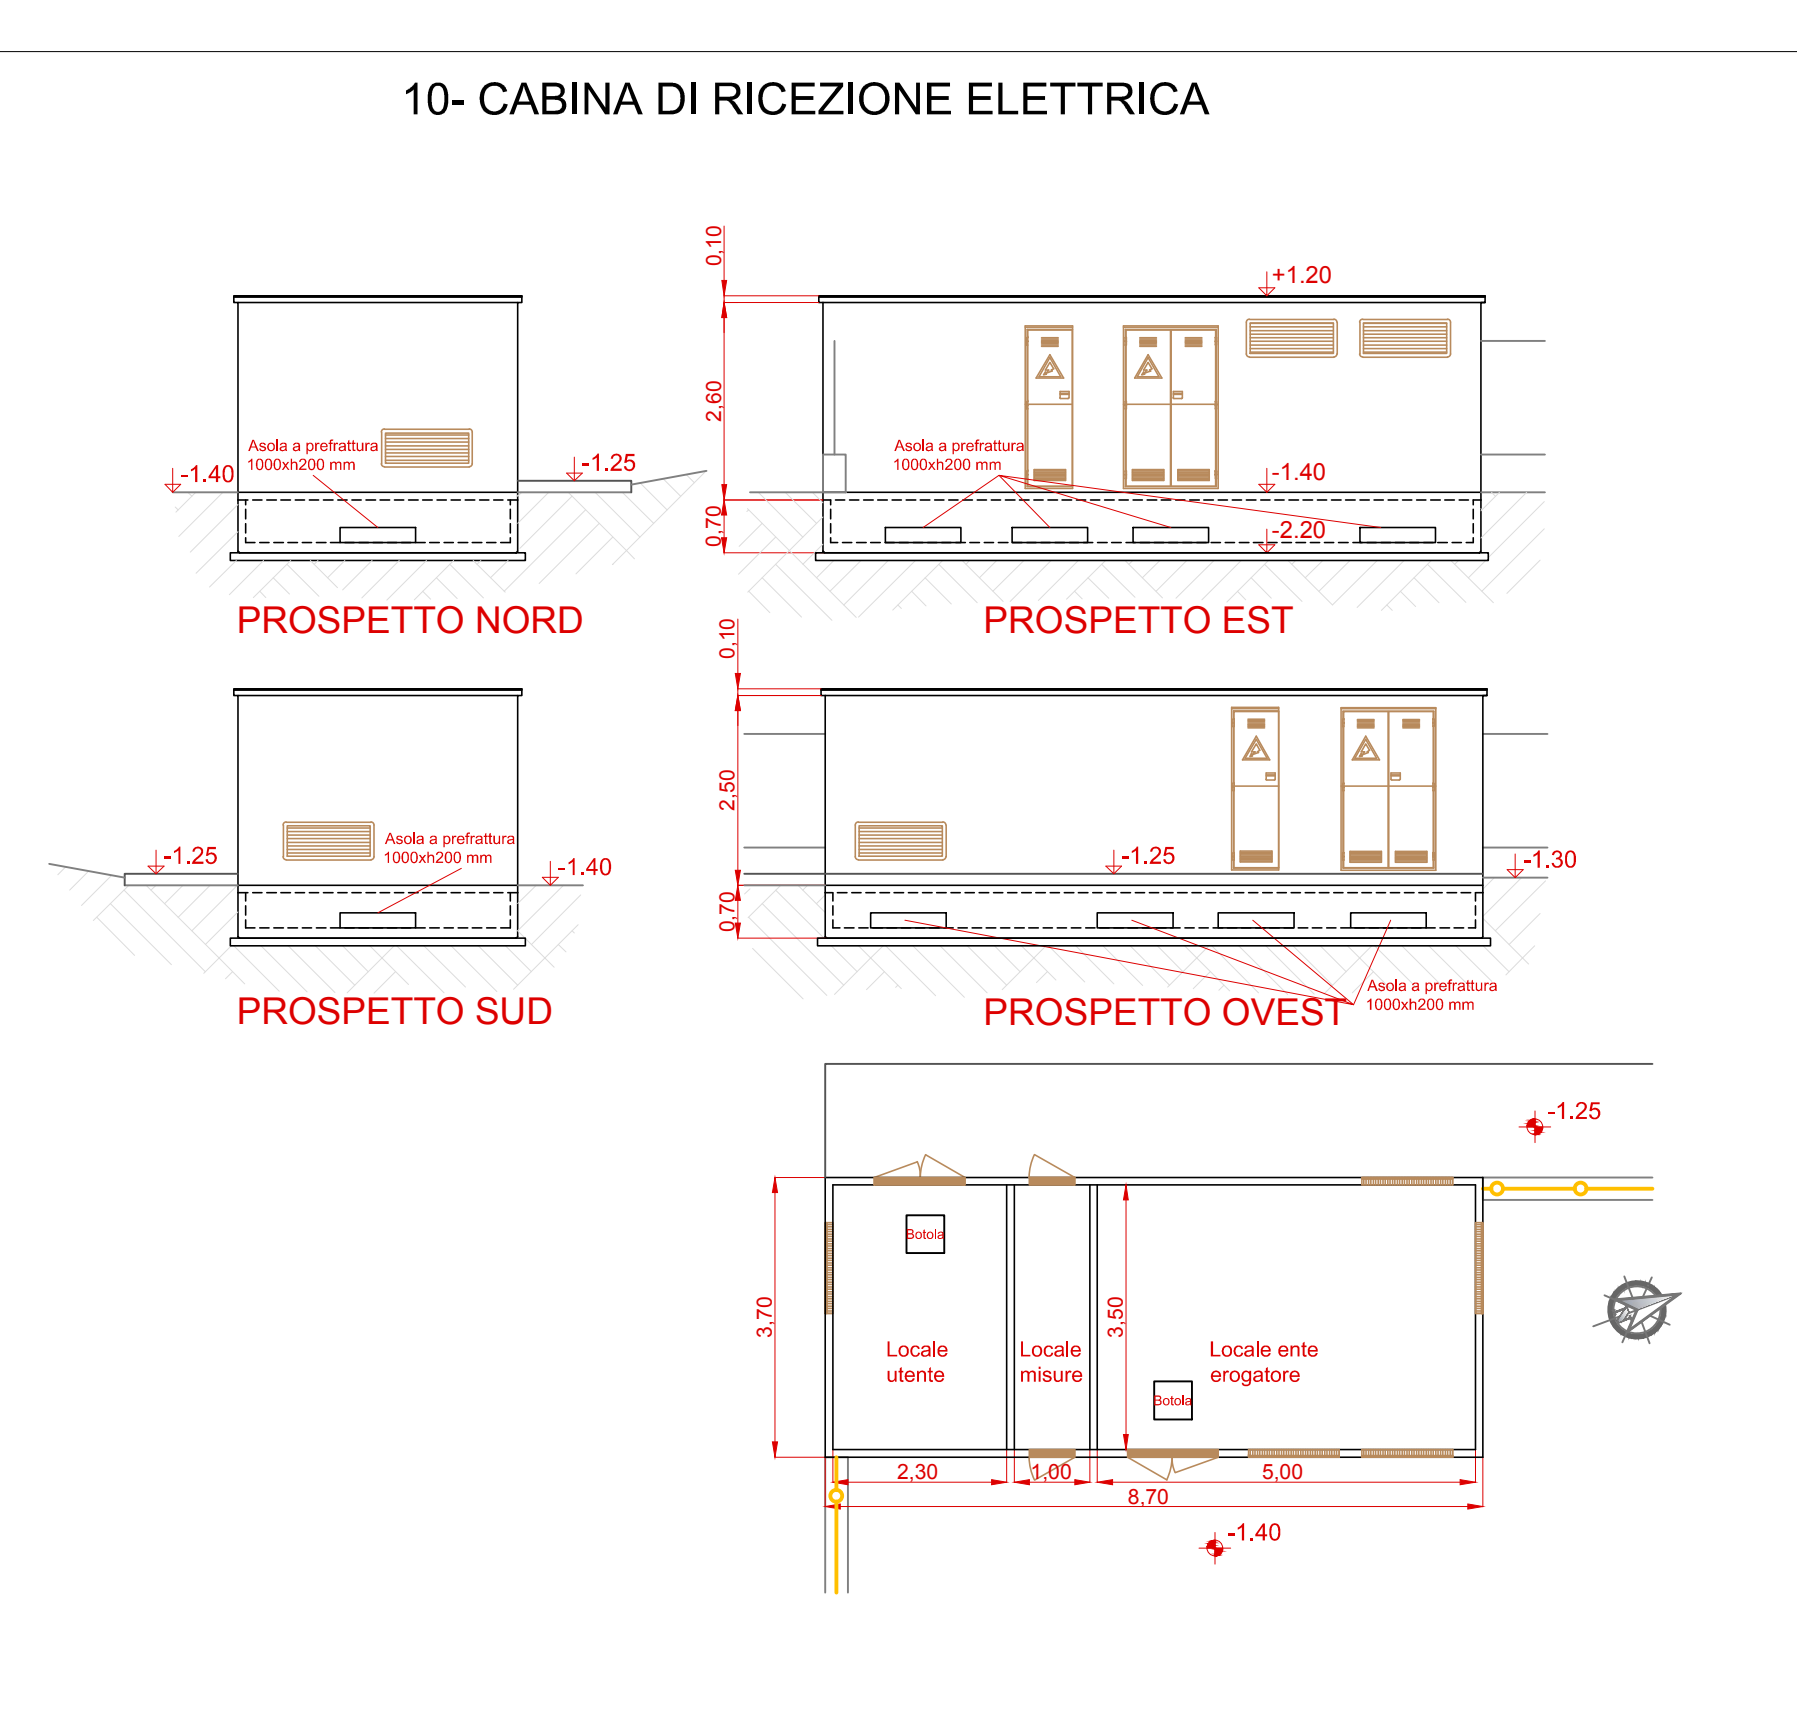 10- CABINA DI RICEZIONE ELETTRICA
0,10
+1.20
2,60
Asola a prefrattura
1000xh200 mm
-1.40
-1.25
Asola a prefrattura
1000xh200 mm
-1.40
0,70
-2.20
PROSPETTO NORD
PROSPETTO EST
0,10
2,50
Asola a prefrattura
1000xh200 mm
-1.25
-1.40
-1.25
-1.30
0,70
Asola a prefrattura
1000xh200 mm
PROSPETTO SUD
PROSPETTO OVEST
-1.25
Botola
3,70
3,50
Locale
utente
Locale
misure
Locale ente
erogatore
Botola
2,30
1,00
5,00
8,70
-1.40